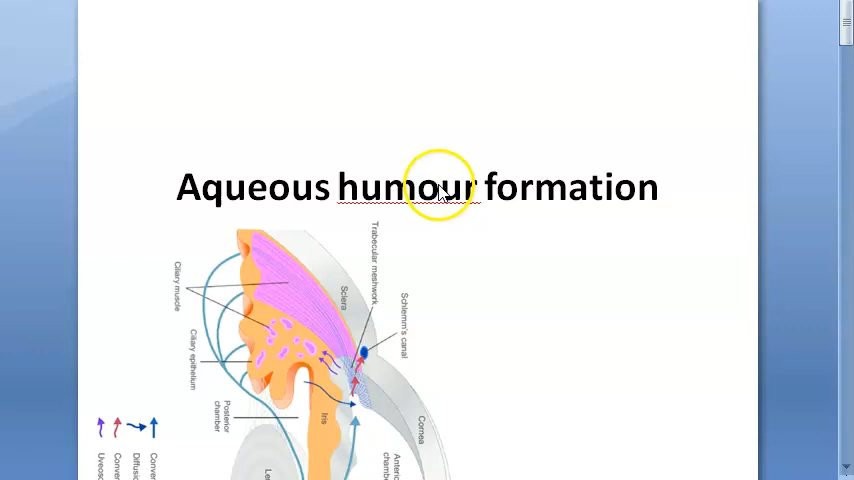 Aqueous humour formation
Trabecular meshwork
Schlemm's canal
Sclera
Ciliary muscle
Ciliary epithelium
Posterior
chamber
Iris
Cornea